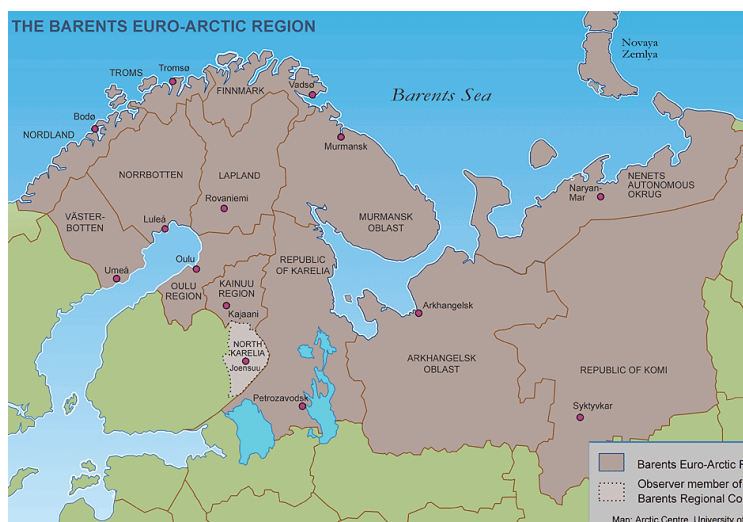 THE BARENTS EURO-ARCTIC REGION
Novaya
Zemlya
Barents Sea
TROMS
Tromsø
FINNMARK
Vadsø
Bodø
NORDLAND
Murmansk
NORRBOTTEN
LAPLAND
Rovaniemi
MURMANSK
OBLAST
Naryan-
Mar
NENETS
AUTONOMOUS
OKRUG
VÄSTER-
BOTTEN
Luleå
Umeå
Oulu
OULU
REGION
KAINUU
REGION
Kajaani
REPUBLIC
OF KARELIA
Arkhangelsk
NORTH
KARELIA
Joensuu
ARKHANGELSK
OBLAST
REPUBLIC OF KOMI
Petrozavodsk
Syktyvkar
Barents Euro-Arctic R
Observer member of
Barents Regional Co
Map: Arctic Centre, University of